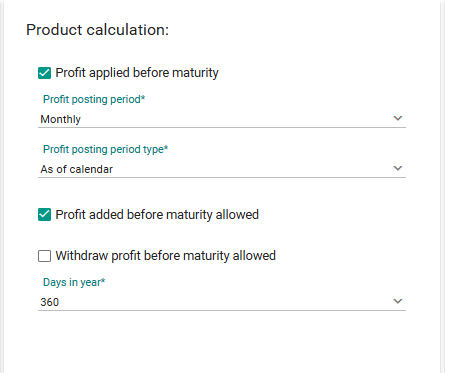 Product calculation:
Profit applied before maturity
Profit posting period*
Monthly
Profit posting period type*
As of calendar
Profit added before maturity allowed
Withdraw profit before maturity allowed
Days in year*
360